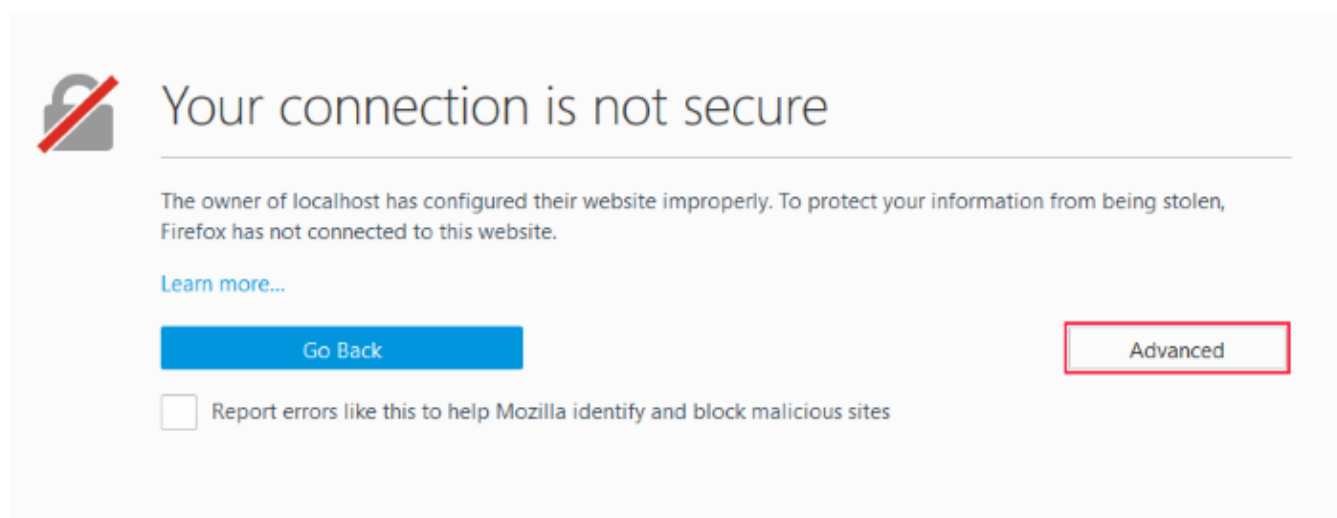 Your connection is not secure
The owner of localhost has configured their website improperly. To protect your information from being stolen,
Firefox has not connected to this website.
Learn more...
Go Back
Advanced
Report errors like this to help Mozilla identify and block malicious sites